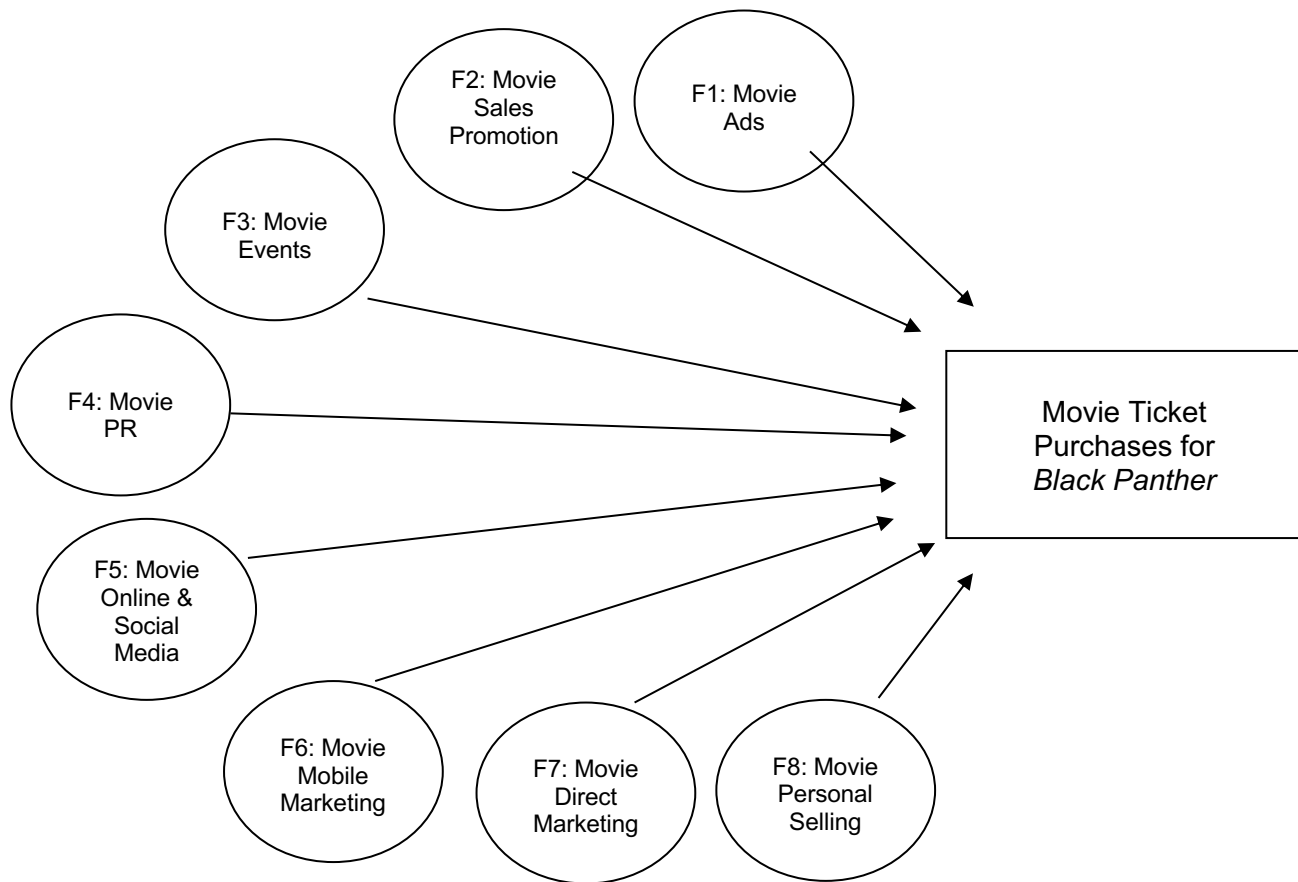 F1: Movie
Ads
F2: Movie
Sales
Promotion
F3: Movie
Events
F4: Movie
PR
F5: Movie
Online &
Social
Media
F6: Movie
Mobile
Marketing
F7: Movie
Direct
Marketing
F8: Movie
Personal
Selling
Movie Ticket
Purchases for
Black Panther